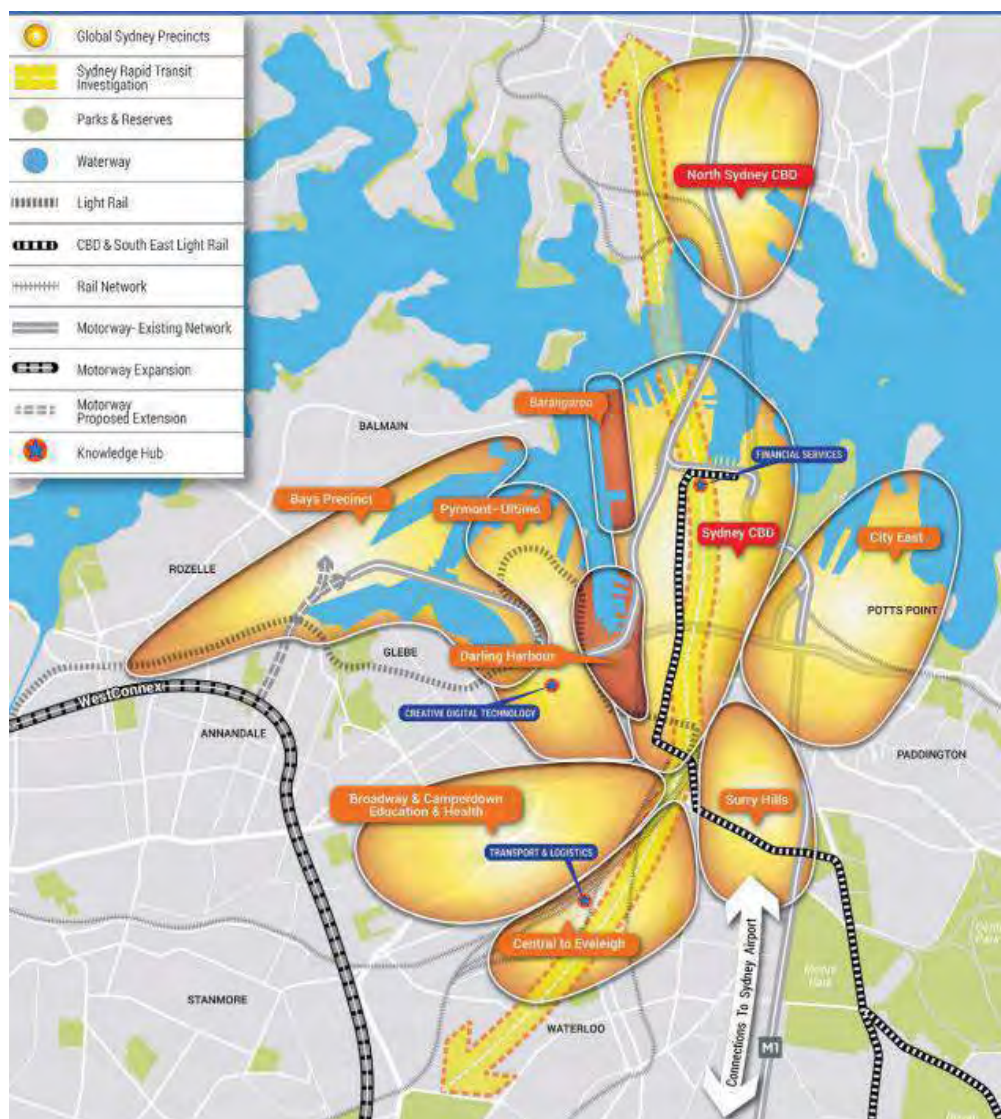 Global Sydney Precincts
Sydney Rapid Transit
Investigation
Parks & Reserves
Waterway
Light Rail
CBD & South East Light Rail
Rail Network
Motorway- Existing Network
Motorway Expansion
Motorway
Proposed Extension
Knowledge Hub
North Sydney CBD
Barangaroo
BALMAIN
FINANCIAL SERVICES
Bays Precinct
Pyrmont-Ultimo
Sydney CBD
City East
ROZELLE
POTTS POINT
GLEBE
Darling Harbour
WestConnex
CREATIVE DIGITAL TECHNOLOGY
ANNANDALE
PADDINGTON
Broadway & Camperdown
Education & Health
Surry Hills
TRANSPORT & LOGISTICS
Central to Eveleigh
Connections To Sydney Airport
STANMORE
WATERLOO
M1